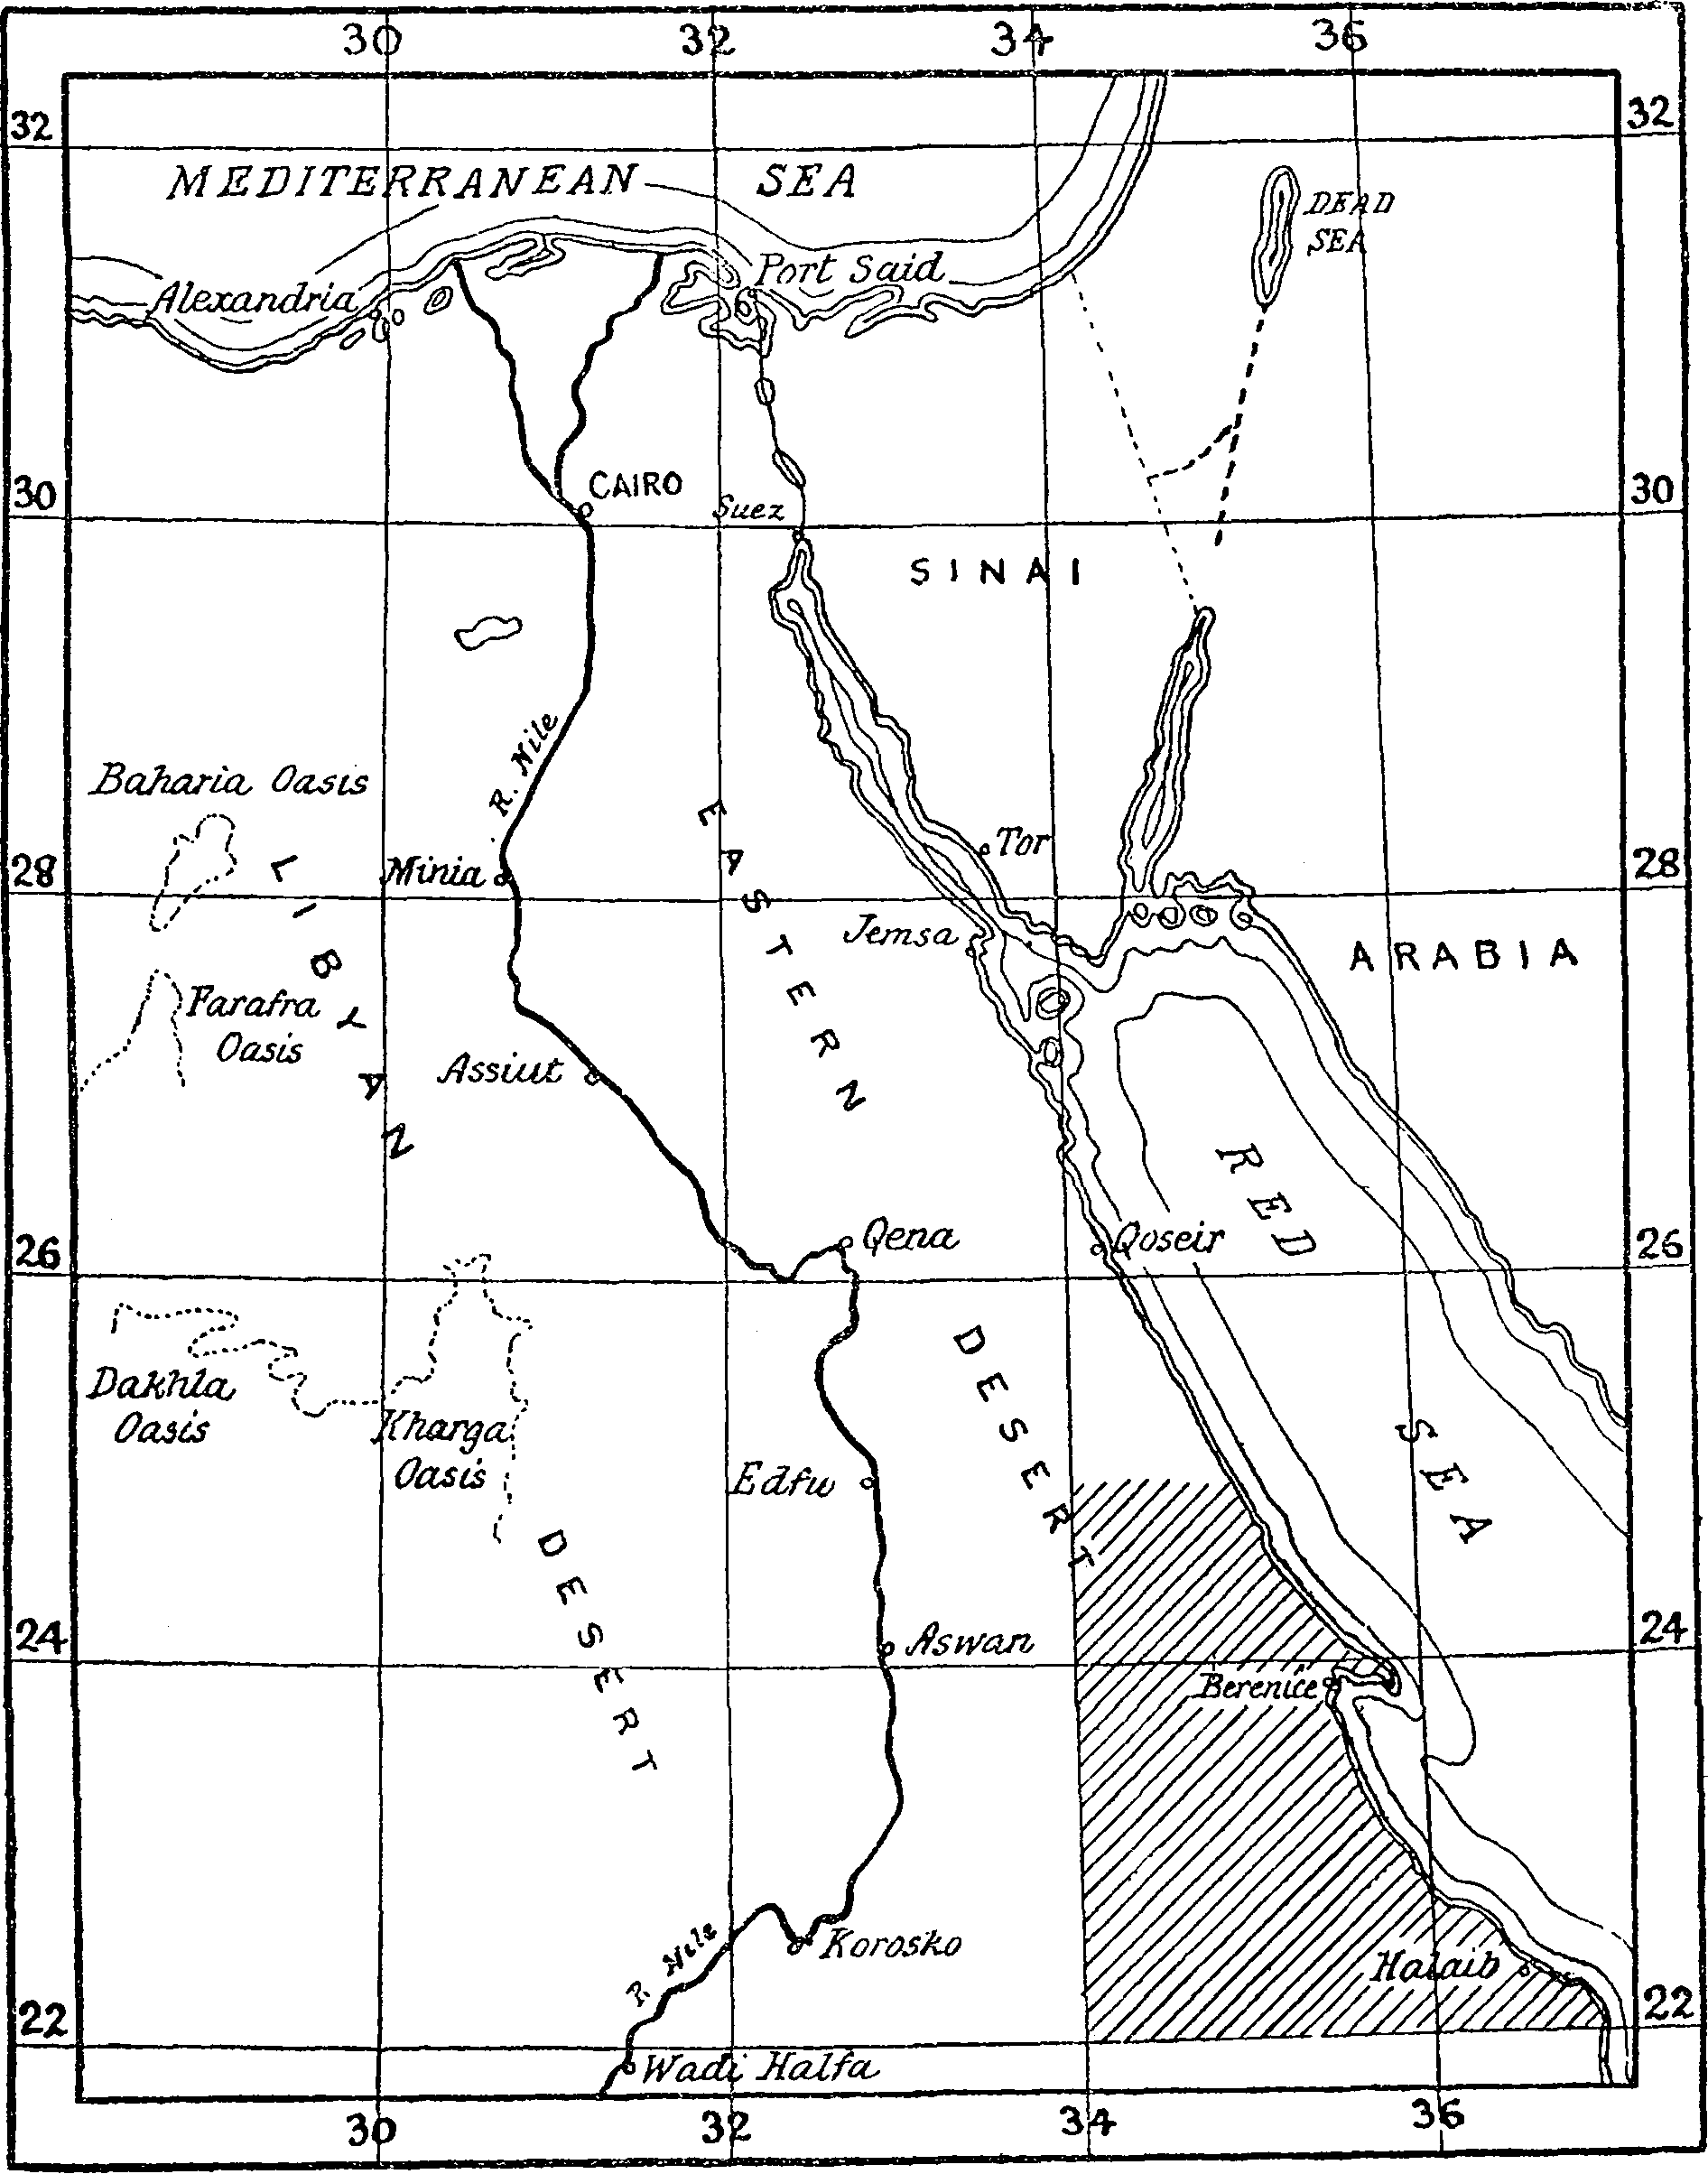 30 32 34 36
32 32
MEDITERRANEAN SEA
DEAD
SEA
Alexandria
Port Said
CAIRO
30 30
Suez
SINAI
R. Nile
Baharia Oasis
Tor
28 28
Minia
Jemsa
ARABIA
Farafra
Oasis
Assiut
LIBYAN
EASTERN
RED
Qena
Qoseir
26 26
Dakhla
Oasis
Kharga
Oasis
DESERT
SEA
Edfu
DESERT
24 24
Aswan
Berenice
R. Nile
Korosko
Halaib
22 22
Wadi Halfa
30 32 34 36